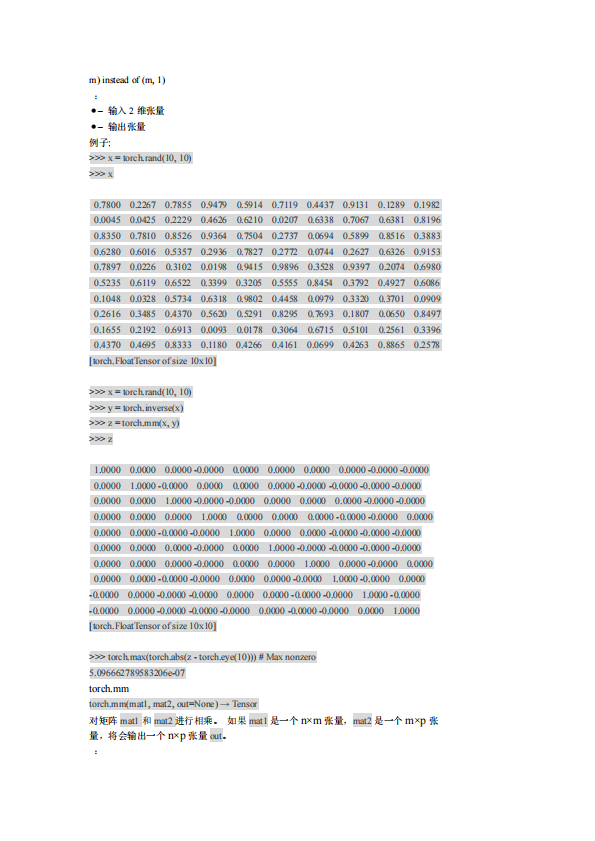 m) instead of (m, 1)
：
●– 输入 2 维张量
●– 输出张量
例子:
>>> x = torch.rand(10, 10)
>>> x
0.7800 0.2267 0.7855 0.9479 0.5914 0.7119 0.4437 0.9131 0.1289 0.1982
0.0045 0.0425 0.2229 0.4626 0.6210 0.0207 0.6338 0.7067 0.6381 0.8196
0.8350 0.7810 0.8526 0.9364 0.7504 0.2737 0.0694 0.5899 0.8516 0.3883
0.6280 0.6016 0.5357 0.2936 0.7827 0.2772 0.0744 0.2627 0.6326 0.9153
0.7897 0.0226 0.3102 0.0198 0.9415 0.9896 0.3528 0.9397 0.2074 0.6980
0.5235 0.6119 0.6522 0.3399 0.3205 0.5555 0.8454 0.3792 0.4927 0.6086
0.1048 0.0328 0.5734 0.6318 0.9802 0.4458 0.0979 0.3320 0.3701 0.0909
0.2616 0.3485 0.4370 0.5620 0.5291 0.8295 0.7693 0.1807 0.0650 0.8497
0.1655 0.2192 0.6913 0.0093 0.0178 0.3064 0.6715 0.5101 0.2561 0.3396
0.4370 0.4695 0.8333 0.1180 0.4266 0.4161 0.0699 0.4263 0.8865 0.2578
[torch.FloatTensor of size 10x10]
>>> x = torch.rand(10, 10)
>>> y = torch.inverse(x)
>>> z = torch.mm(x, y)
>>> z
1.0000 0.0000 0.0000 -0.0000 0.0000 0.0000 0.0000 0.0000 -0.0000 -0.0000
0.0000 1.0000 -0.0000 0.0000 0.0000 0.0000 -0.0000 -0.0000 -0.0000 -0.0000
0.0000 0.0000 1.0000 -0.0000 -0.0000 0.0000 0.0000 0.0000 -0.0000 -0.0000
0.0000 0.0000 0.0000 1.0000 0.0000 0.0000 0.0000 -0.0000 -0.0000 0.0000
0.0000 0.0000 -0.0000 -0.0000 1.0000 0.0000 0.0000 -0.0000 -0.0000 -0.0000
0.0000 0.0000 0.0000 -0.0000 0.0000 1.0000 -0.0000 -0.0000 -0.0000 -0.0000
0.0000 0.0000 0.0000 -0.0000 0.0000 0.0000 1.0000 0.0000 -0.0000 0.0000
0.0000 0.0000 -0.0000 -0.0000 0.0000 0.0000 -0.0000 1.0000 -0.0000 0.0000
-0.0000 0.0000 -0.0000 -0.0000 0.0000 0.0000 -0.0000 -0.0000 1.0000 -0.0000
-0.0000 0.0000 -0.0000 -0.0000 -0.0000 0.0000 -0.0000 -0.0000 0.0000 1.0000
[torch.FloatTensor of size 10x10]
>>> torch.max(torch.abs(z - torch.eye(10))) # Max nonzero
5.096662789583206e-07
torch.mm
torch.mm(mat1, mat2, out=None) → Tensor
对矩阵 mat1 和 mat2 进行相乘。 如果 mat1 是一个 n×m 张量，mat2 是一个 m×p 张
量，将会输出一个 n×p 张量 out。
：